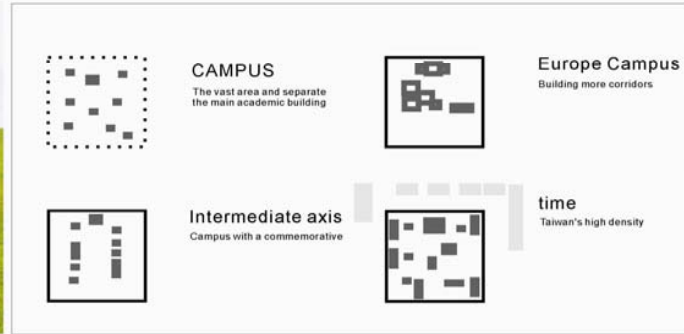 CAMPUS
The vast area and separate
the main academic building
Europe Campus
Building more corridors
Intermediate axis
Campus with a commemorative
time
Taiwan's high density